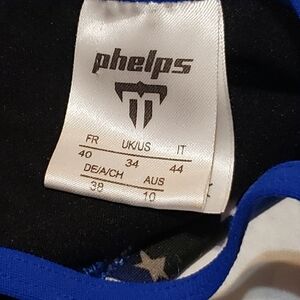 phelps
FR UK/US IT
40 34 44
DE/A/CH AUS
38 10